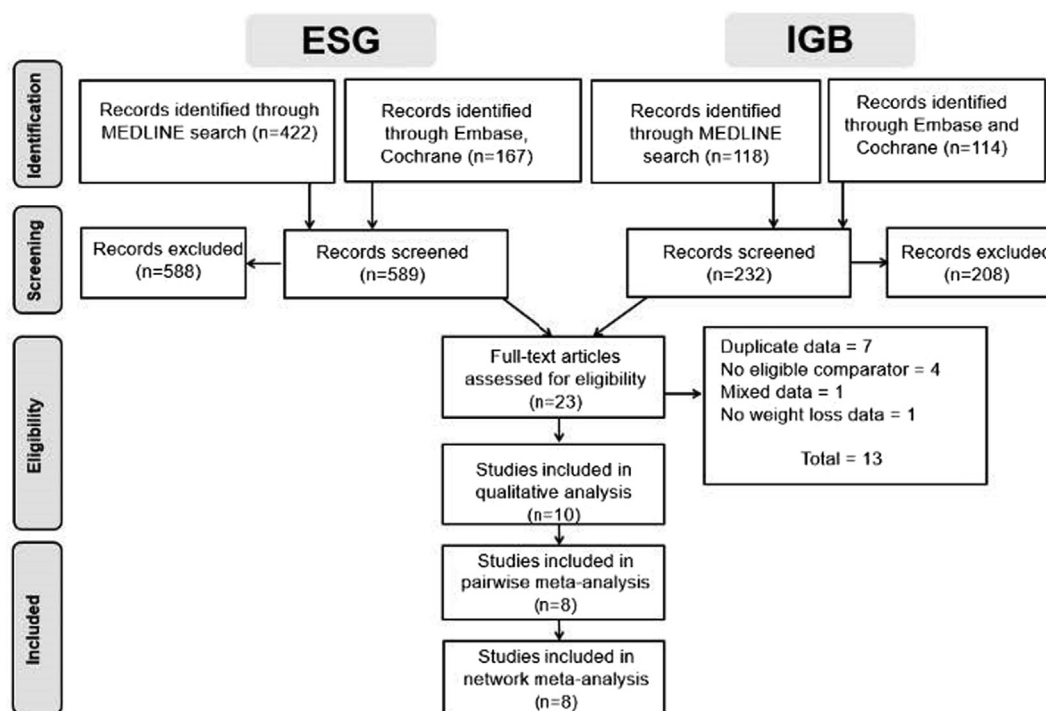 ESG
IGB
Identification
Records identified through
MEDLINE search (n=422)
Records identified
through Embase,
Cochrane (n=167)
Records identified
through MEDLINE
search (n=118)
Records identified
through Embase and
Cochrane (n=114)
Screening
Records excluded
(n=588)
Records screened
(n=589)
Records screened
(n=232)
Records excluded
(n=208)
Eligibility
Full-text articles
assessed for eligibility
(n=23)
Duplicate data = 7
No eligible comparator = 4
Mixed data = 1
No weight loss data = 1
Total = 13
Studies included in
qualitative analysis
(n=10)
Included
Studies included in
pairwise meta-analysis
(n=8)
Studies included in
network meta-analysis
(n=8)